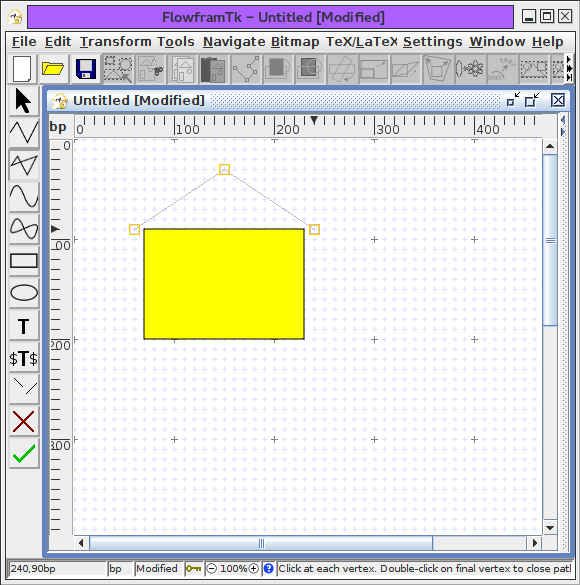 FlowframTk – Untitled [Modified]
File Edit Transform Tools Navigate Bitmap TeX/LaTeX Settings Window Help
Untitled [Modified]
bp 0 100 200 300 400
0
100
200
300
T
$T$
240,90bp bp Modified 100% Click at each vertex. Double-click on final vertex to close path